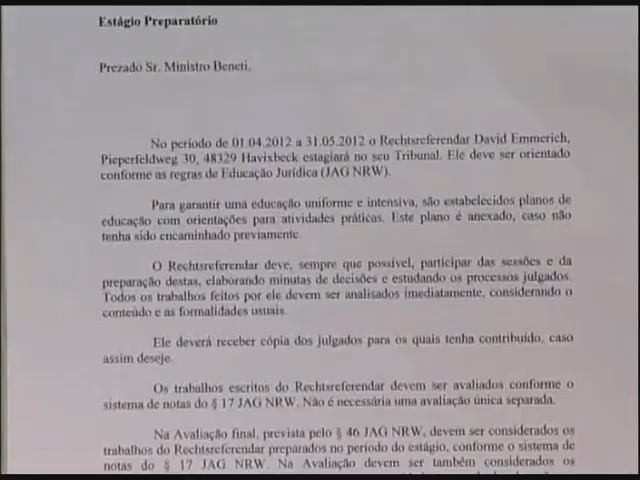 Estágio Preparatório
Prezado Sr. Ministro Beneti,
No período de 01.04.2012 a 31.05.2012 o Rechtsreferendar David Emmerich,
Pieperfeldweg 30, 48329 Havixbeck estagiará no seu Tribunal. Ele deve ser orientado
conforme as regras de Educação Jurídica (JAG NRW).
Para garantir uma educação uniforme e intensiva, são estabelecidos planos de
educação com orientações para atividades práticas. Este plano é anexado, caso não
tenha sido encaminhado previamente.
O Rechtsreferendar deve, sempre que possível, participar das sessões e da
preparação destas, elaborando minutas de decisões e estudando os processos julgados.
Todos os trabalhos feitos por ele devem ser analisados imediatamente, considerando o
conteúdo e as formalidades usuais.
Ele deverá receber cópia dos julgados para os quais tenha contribuído, caso
assim deseje.
Os trabalhos escritos do Rechtsreferendar devem ser avaliados conforme o
sistema de notas do § 17 JAG NRW. Não é necessária uma avaliação única separada.
Na Avaliação final, prevista pelo § 46 JAG NRW, devem ser considerados os
trabalhos do Rechtsreferendar preparados no período do estágio, conforme o sistema de
notas do § 17 JAG NRW. Na Avaliação devem ser também considerados os